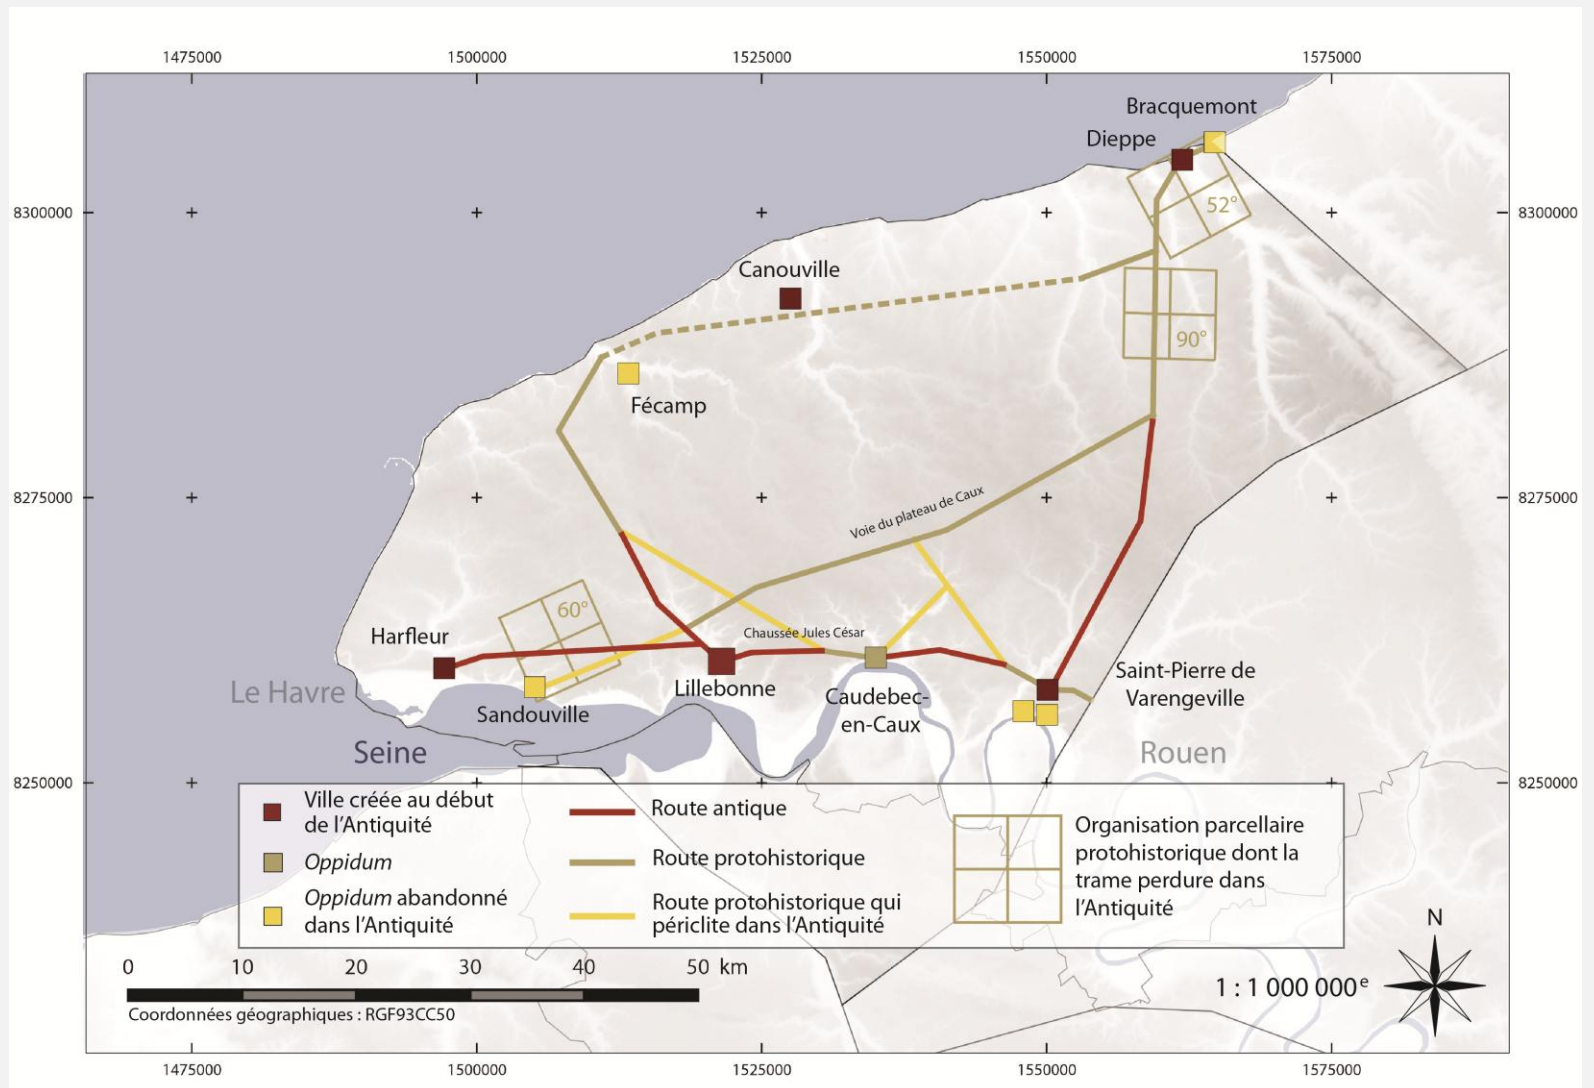 1475000
1500000
1525000
1550000
1575000
Bracquemont
Dieppe
8300000
52°
8300000
Canouville
90°
Fécamp
8275000
8275000
Voie du plateau de Caux
60°
Harfleur
Chaussée Jules César
Le Havre
Sandouville
Lillebonne
Caudebec-
en-Caux
Saint-Pierre de
Varengeville
Seine
Rouen
8250000
8250000
Ville créée au début
de l'Antiquité
Oppidum
Oppidum abandonné
dans l'Antiquité
Route antique
Route protohistorique
Route protohistorique qui
périclite dans l'Antiquité
Organisation parcellaire
protohistorique dont la
trame perdure dans
l'Antiquité
N
0 10 20 30 40 50 km
1 : 1 000 000e
Coordonnées géographiques : RGF93CC50
1475000
1500000
1525000
1550000
1575000